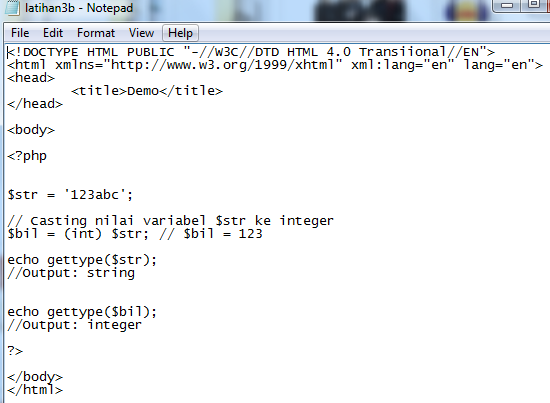 latihan3b - Notepad
File Edit Format View Help
<!DOCTYPE HTML PUBLIC "-//W3C//DTD HTML 4.0 Transiional//EN">
<html xmlns="http://www.w3.org/1999/xhtml" xml:lang="en" lang="en">
<head>
<title>Demo</title>
</head>
<body>
<?php
$str = '123abc';
// Casting nilai variabel $str ke integer
$bil = (int) $str; // $bil = 123
echo gettype($str);
//Output: string
echo gettype($bil);
//Output: integer
?>
</body>
</html>